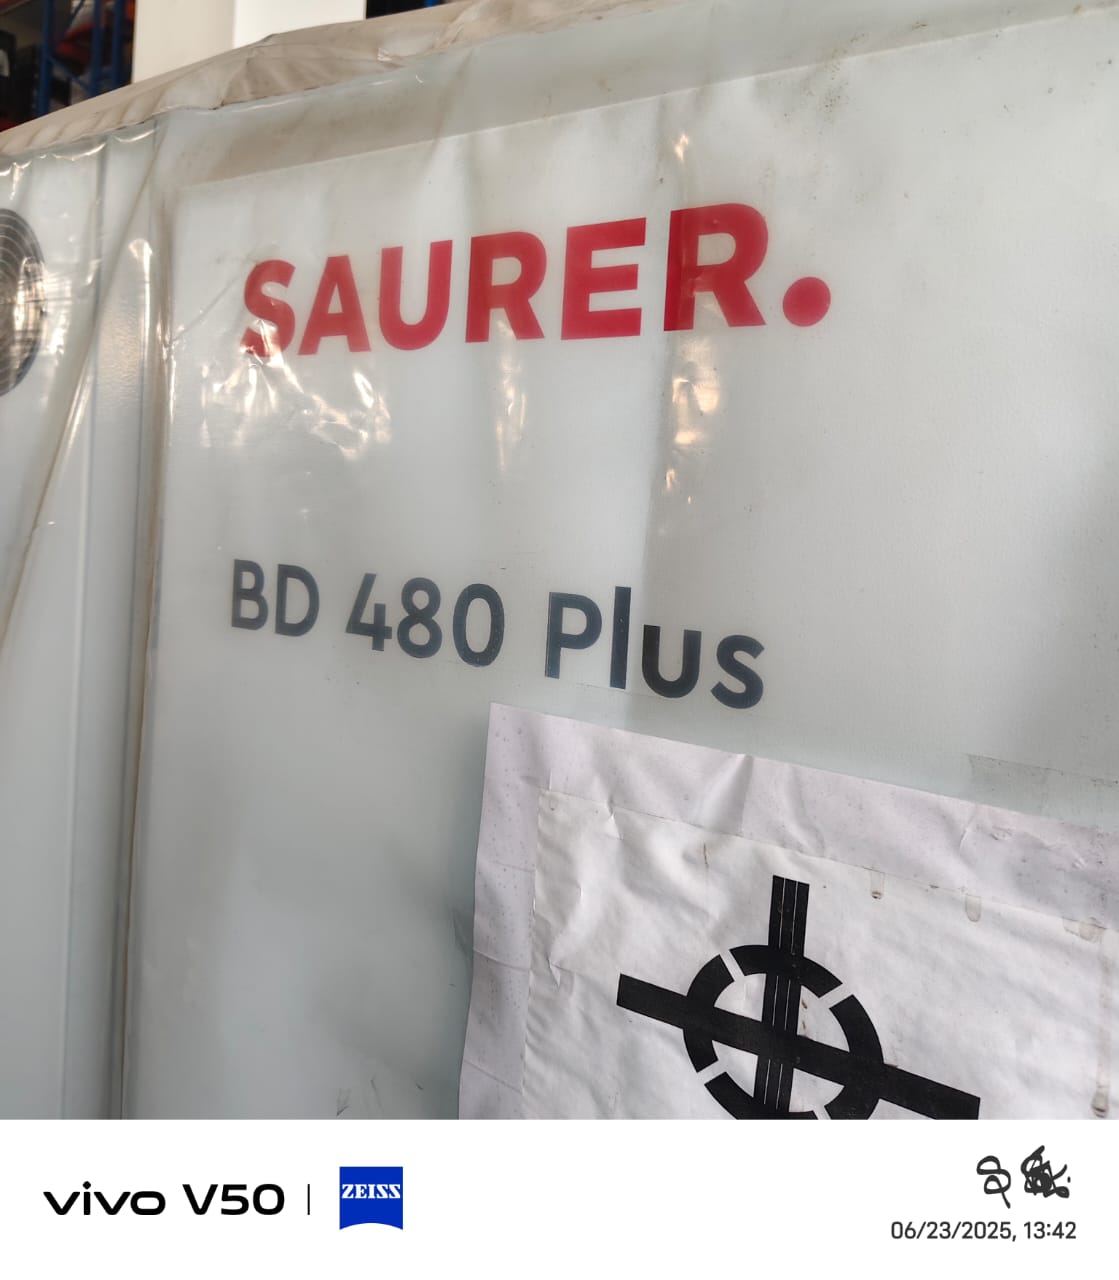 SAURER.
BD 480 Plus
vivo V50 | ZEISS
06/23/2025, 13:42